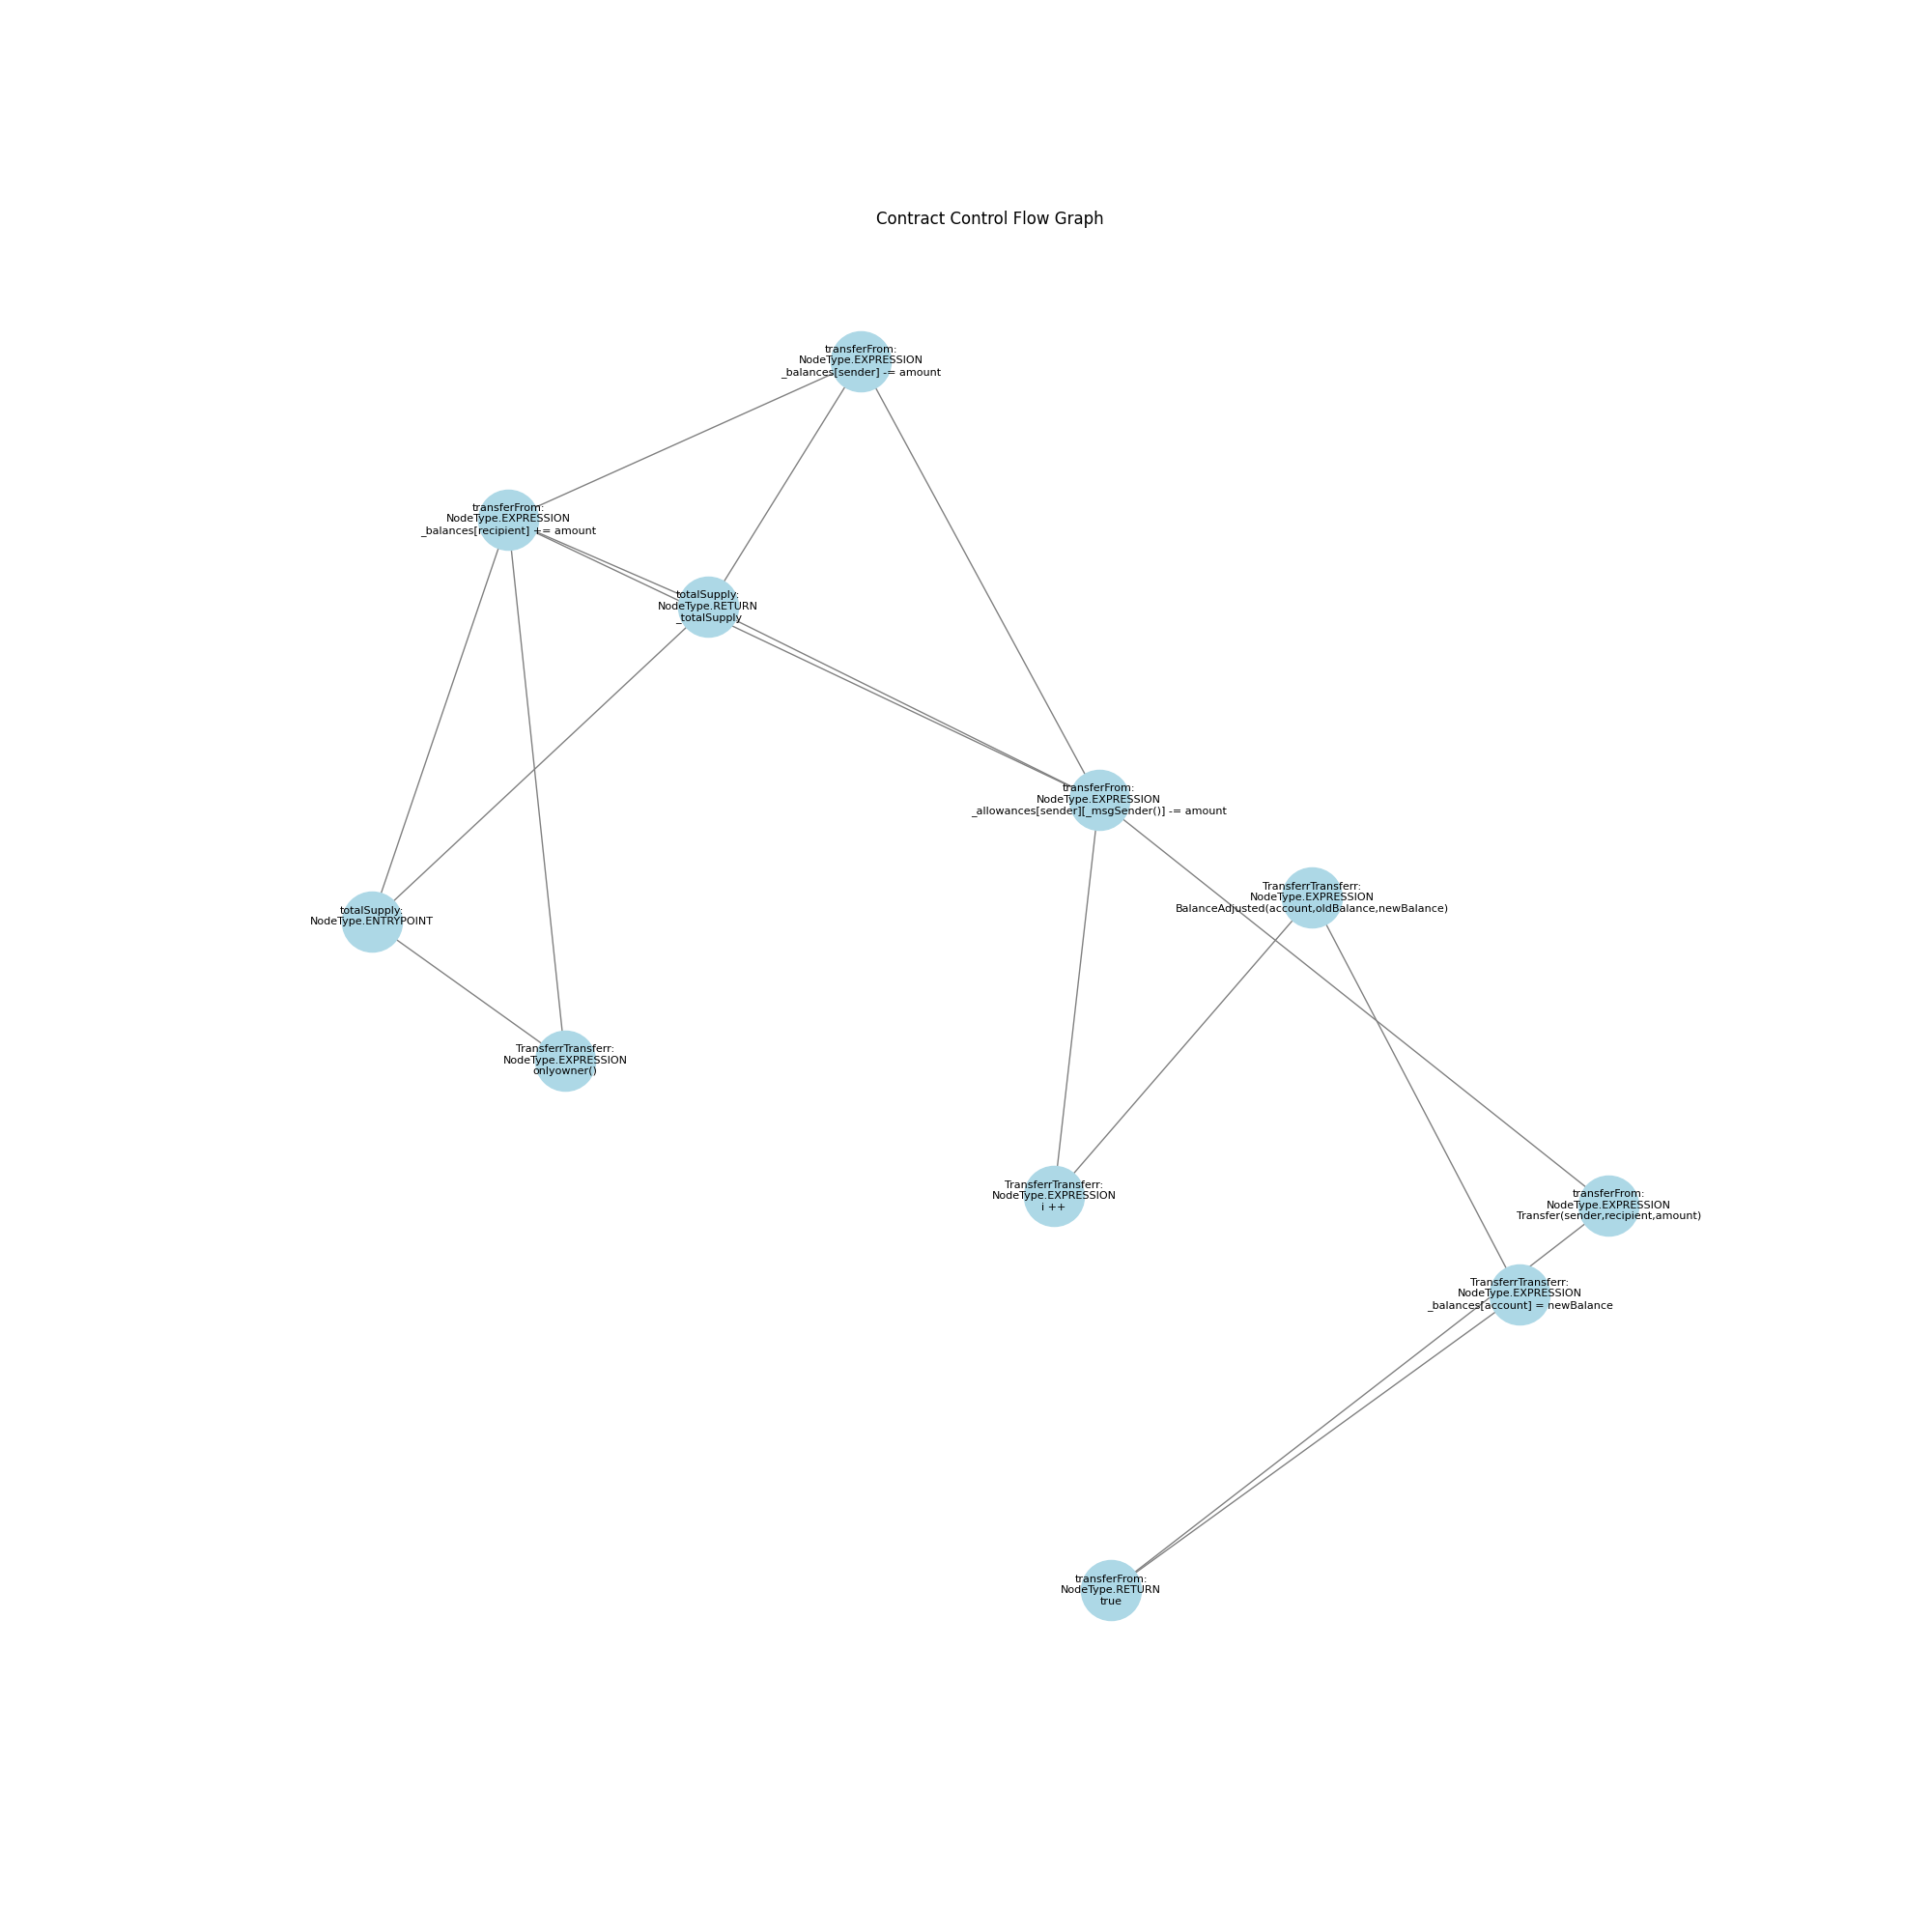 Contract Control Flow Graph
transferFrom:
NodeType.EXPRESSION
_balances[sender] -= amount
transferFrom:
NodeType.EXPRESSION
_balances[recipient] += amount
totalSupply:
NodeType.RETURN
_totalSupply
transferFrom:
NodeType.EXPRESSION
_allowances[sender][_msgSender()] -= amount
TransferrTransferr:
NodeType.EXPRESSION
BalanceAdjusted(account,oldBalance,newBalance)
totalSupply:
NodeType.ENTRYPOINT
TransferrTransferr:
NodeType.EXPRESSION
onlyowner()
TransferrTransferr:
NodeType.EXPRESSION
i ++
transferFrom:
NodeType.EXPRESSION
Transfer(sender,recipient,amount)
TransferrTransferr:
NodeType.EXPRESSION
_balances[account] = newBalance
transferFrom:
NodeType.RETURN
true